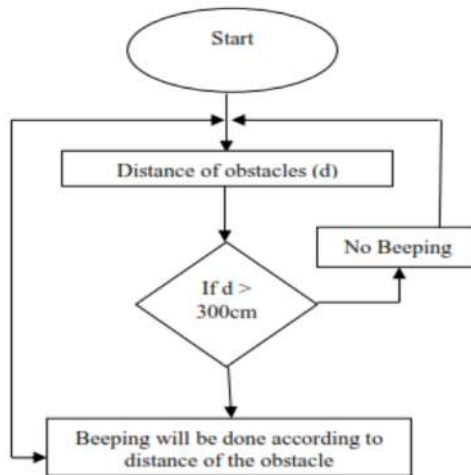 Start
Distance of obstacles (d)
No Beeping
If d >
300cm
Beeping will be done according to
distance of the obstacle